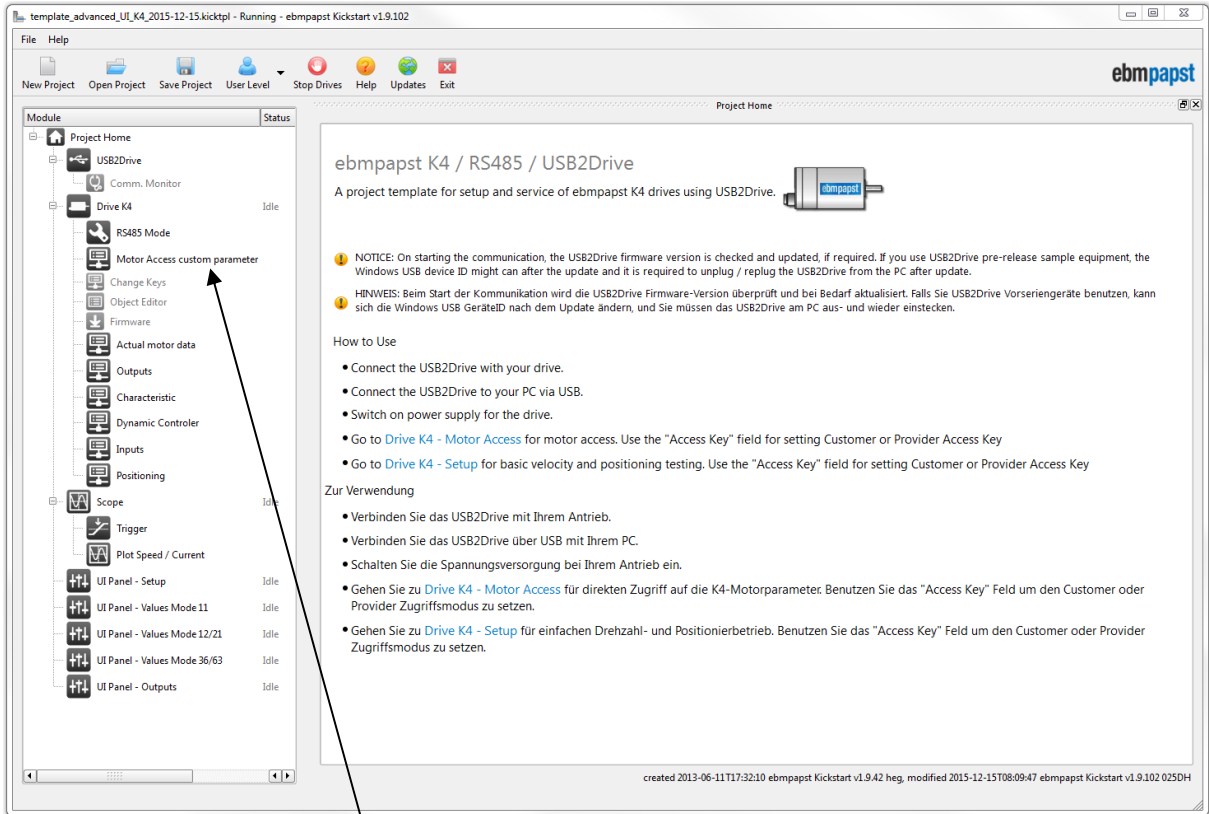 template_advanced_UI_K4_2015-12-15.kicktpl - Running - ebmpapst Kickstart v1.9.102
File Help
New Project Open Project Save Project User Level Stop Drives Help Updates Exit
ebmpapst
Project Home
Module Status
Project Home
USB2Drive
Comm. Monitor
Drive K4 Idle
RS485 Mode
Motor Access custom parameter
Change Keys
Object Editor
Firmware
Actual motor data
Outputs
Characteristic
Dynamic Controler
Inputs
Positioning
Scope Idle
Trigger
Plot Speed / Current
UI Panel - Setup Idle
UI Panel - Values Mode 11 Idle
UI Panel - Values Mode 12/21 Idle
UI Panel - Values Mode 36/63 Idle
UI Panel - Outputs Idle
ebmpapst K4 / RS485 / USB2Drive
A project template for setup and service of ebmpapst K4 drives using USB2Drive.
ebmpapst
NOTICE: On starting the communication, the USB2Drive firmware version is checked and updated, if required. If you use USB2Drive pre-release sample equipment, the
Windows USB device ID might can after the update and it is required to unplug / replug the USB2Drive from the PC after update.
HINWEIS: Beim Start der Kommunikation wird die USB2Drive Firmware-Version überprüft und bei Bedarf aktualisiert. Falls Sie USB2Drive Vorseriengeräte benutzen, kann
sich die Windows USB GeräteID nach dem Update ändern, und Sie müssen das USB2Drive am PC aus- und wieder einstecken.
How to Use
• Connect the USB2Drive with your drive.
• Connect the USB2Drive to your PC via USB.
• Switch on power supply for the drive.
• Go to Drive K4 - Motor Access for motor access. Use the "Access Key" field for setting Customer or Provider Access Key
• Go to Drive K4 - Setup for basic velocity and positioning testing. Use the "Access Key" field for setting Customer or Provider Access Key
Zur Verwendung
• Verbinden Sie das USB2Drive mit Ihrem Antrieb.
• Verbinden Sie das USB2Drive über USB mit Ihrem PC.
• Schalten Sie die Spannungsversorgung bei Ihrem Antrieb ein.
• Gehen Sie zu Drive K4 - Motor Access für direkten Zugriff auf die K4-Motorparameter. Benutzen Sie das "Access Key" Feld um den Customer oder
Provider Zugriffsmodus zu setzen.
• Gehen Sie zu Drive K4 - Setup für einfachen Drehzahl- und Positionierbetrieb. Benutzen Sie das "Access Key" Feld um den Customer oder Provider
Zugriffsmodus zu setzen.
created 2013-06-11T17:32:10 ebmpapst Kickstart v1.9.42 heg, modified 2015-12-15T08:09:47 ebmpapst Kickstart v1.9.102 025DH